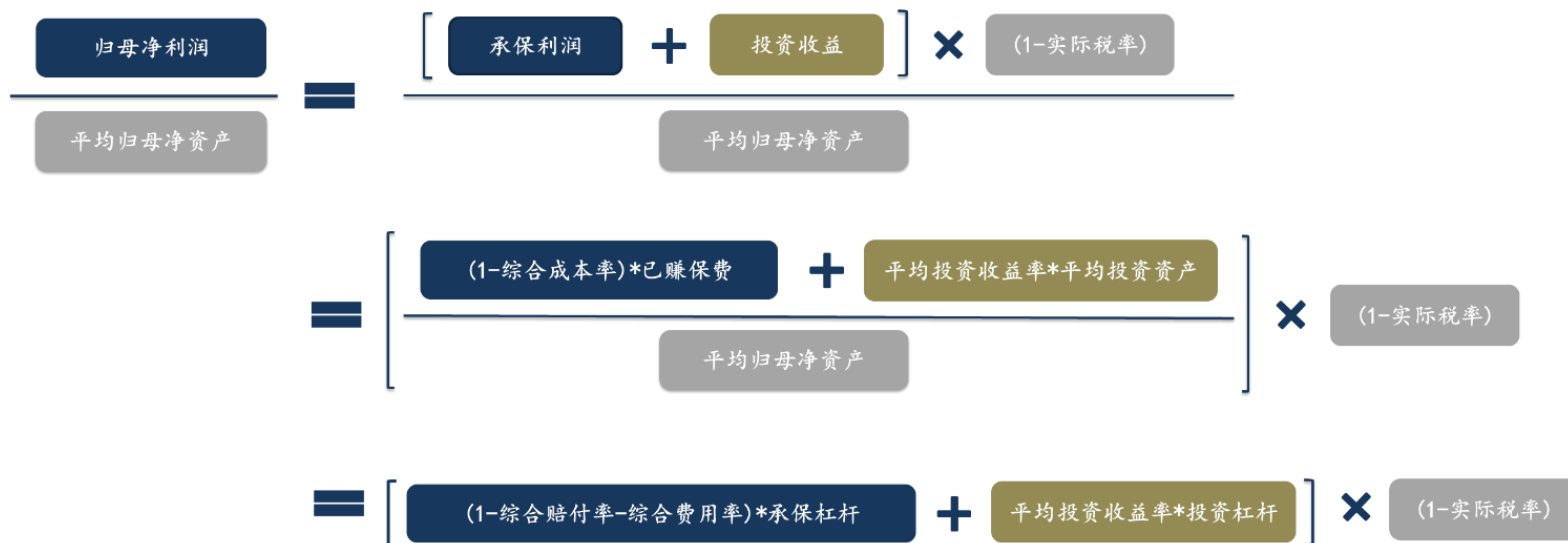 归母净利润
平均归母净资产
=
[ 承保利润 + 投资收益 ] × (1-实际税率)
平均归母净资产
=
(1-综合成本率)*已赚保费 + 平均投资收益率*平均投资资产
平均归母净资产
× (1-实际税率)
= [ (1-综合赔付率-综合费用率)*承保杠杆 + 平均投资收益率*投资杠杆 ] × (1-实际税率)